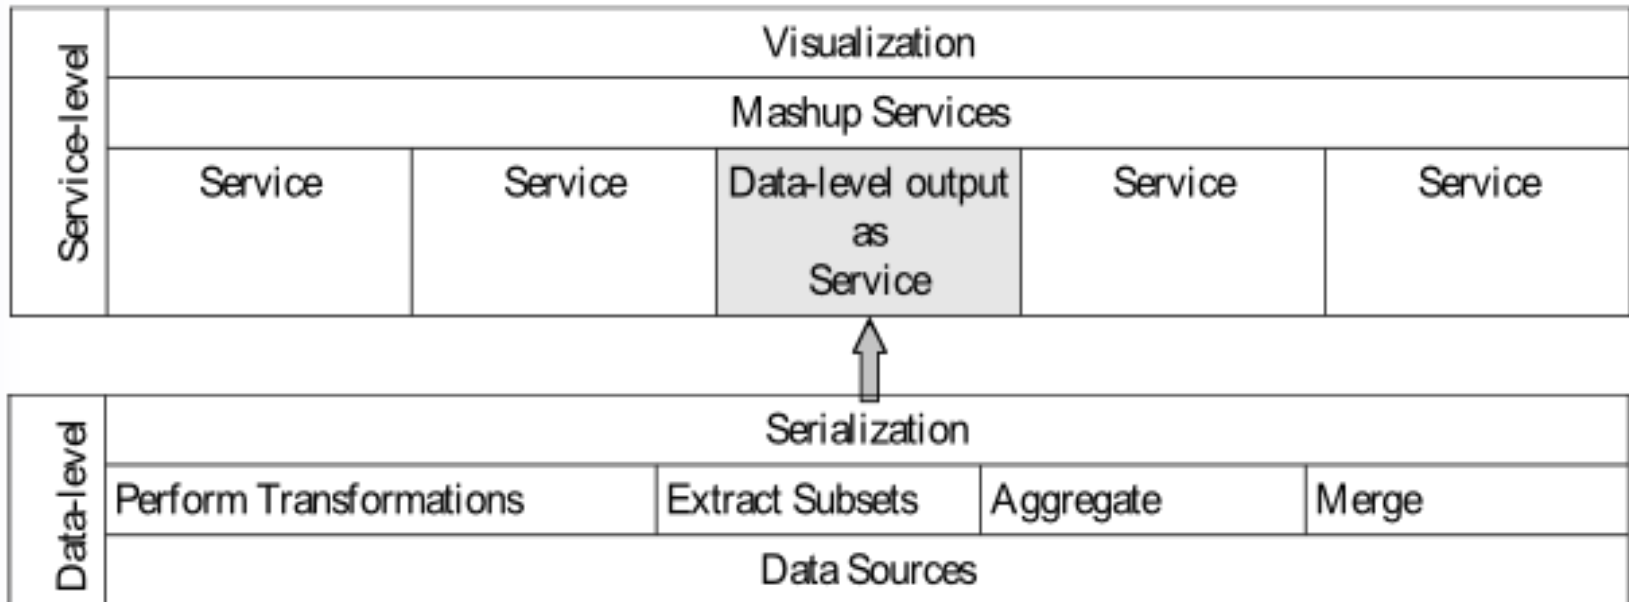 Service-level
Visualization
Mashup Services
Service
Service
Data-level output
as
Service
Service
Service
Data-level
Serialization
Perform Transformations
Extract Subsets
Aggregate
Merge
Data Sources